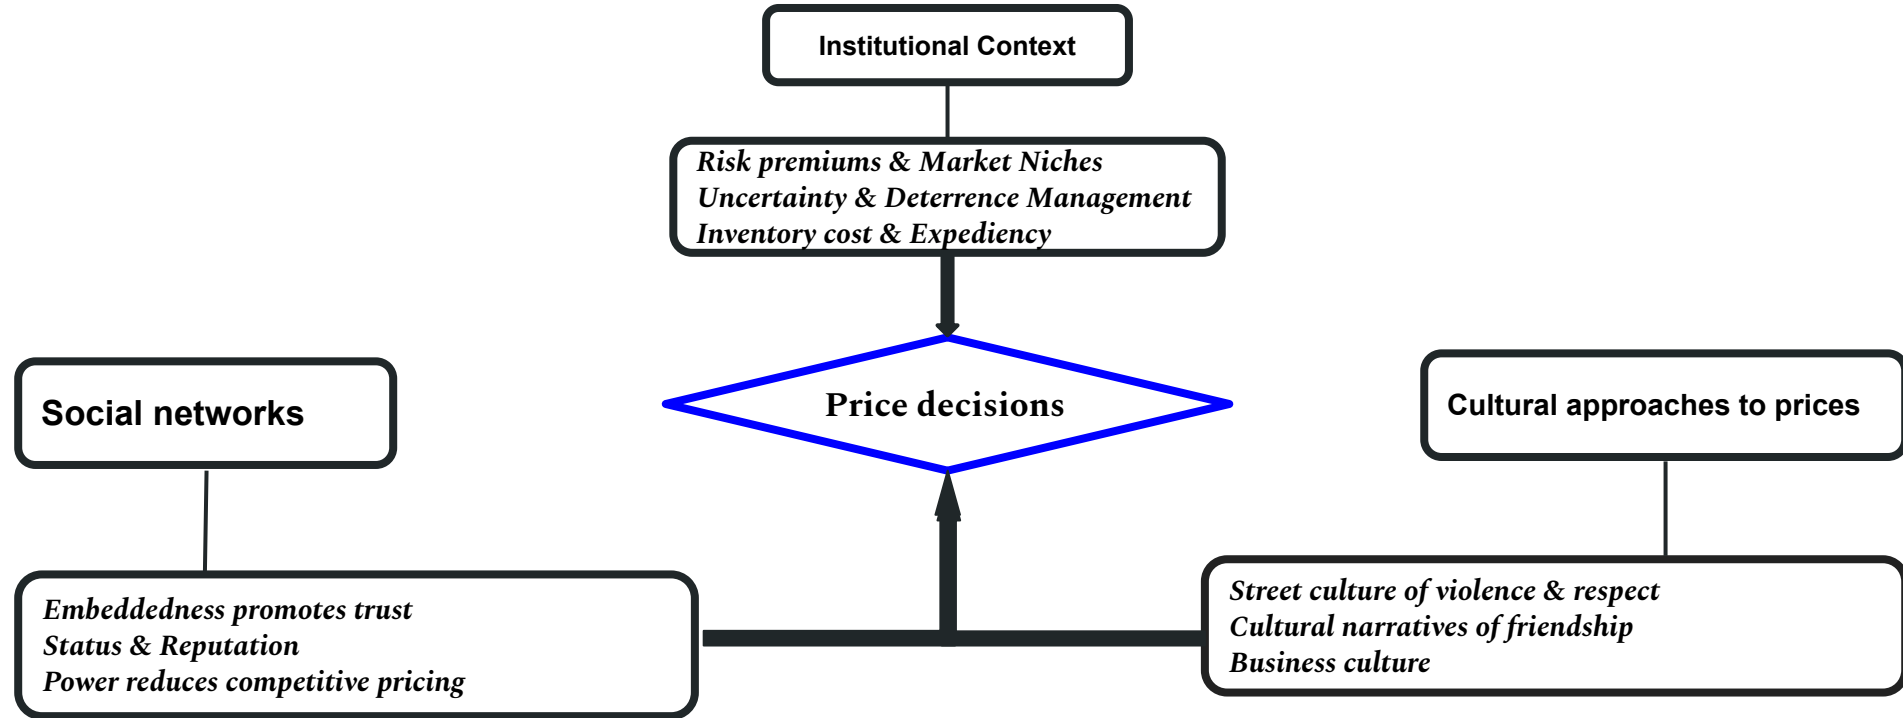 Institutional Context
Risk premiums & Market Niches
Uncertainty & Deterrence Management
Inventory cost & Expediency
Price decisions
Social networks
Embeddedness promotes trust
Status & Reputation
Power reduces competitive pricing
Cultural approaches to prices
Street culture of violence & respect
Cultural narratives of friendship
Business culture